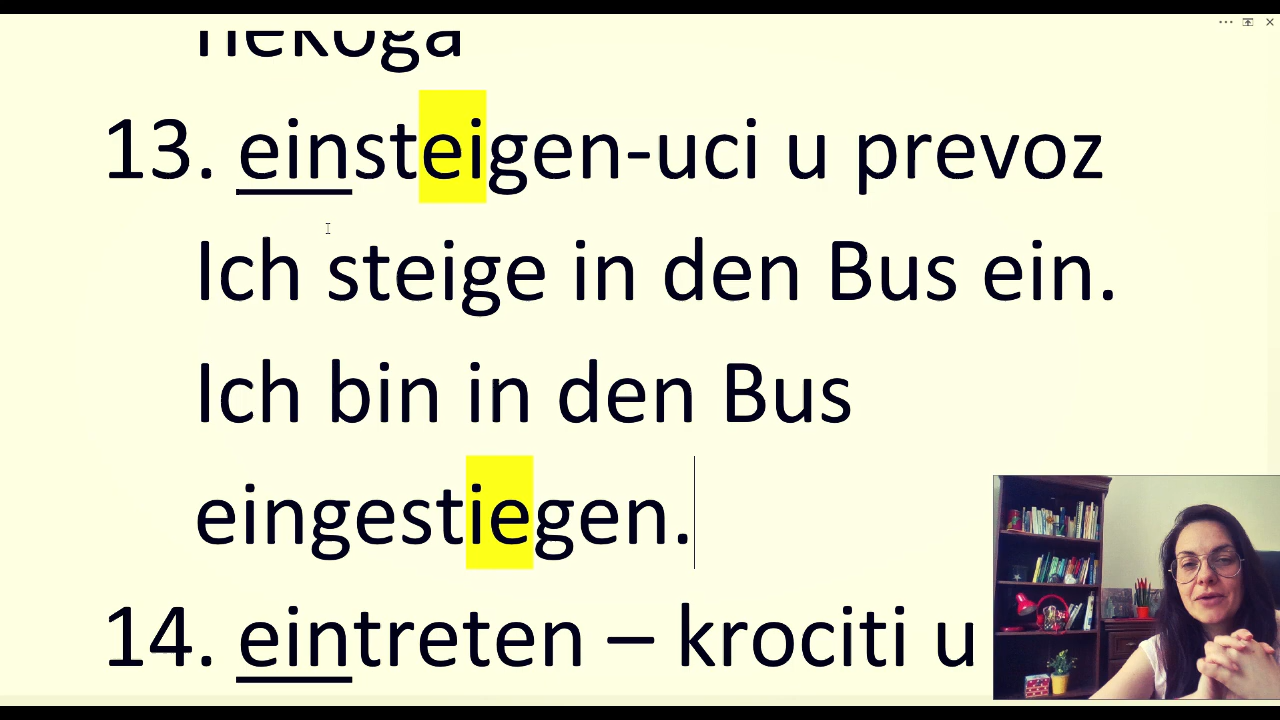 nekoga
13. einsteigen-uci u prevoz
Ich steige in den Bus ein.
Ich bin in den Bus
eingestiegen.
14. eintreten – krociti u